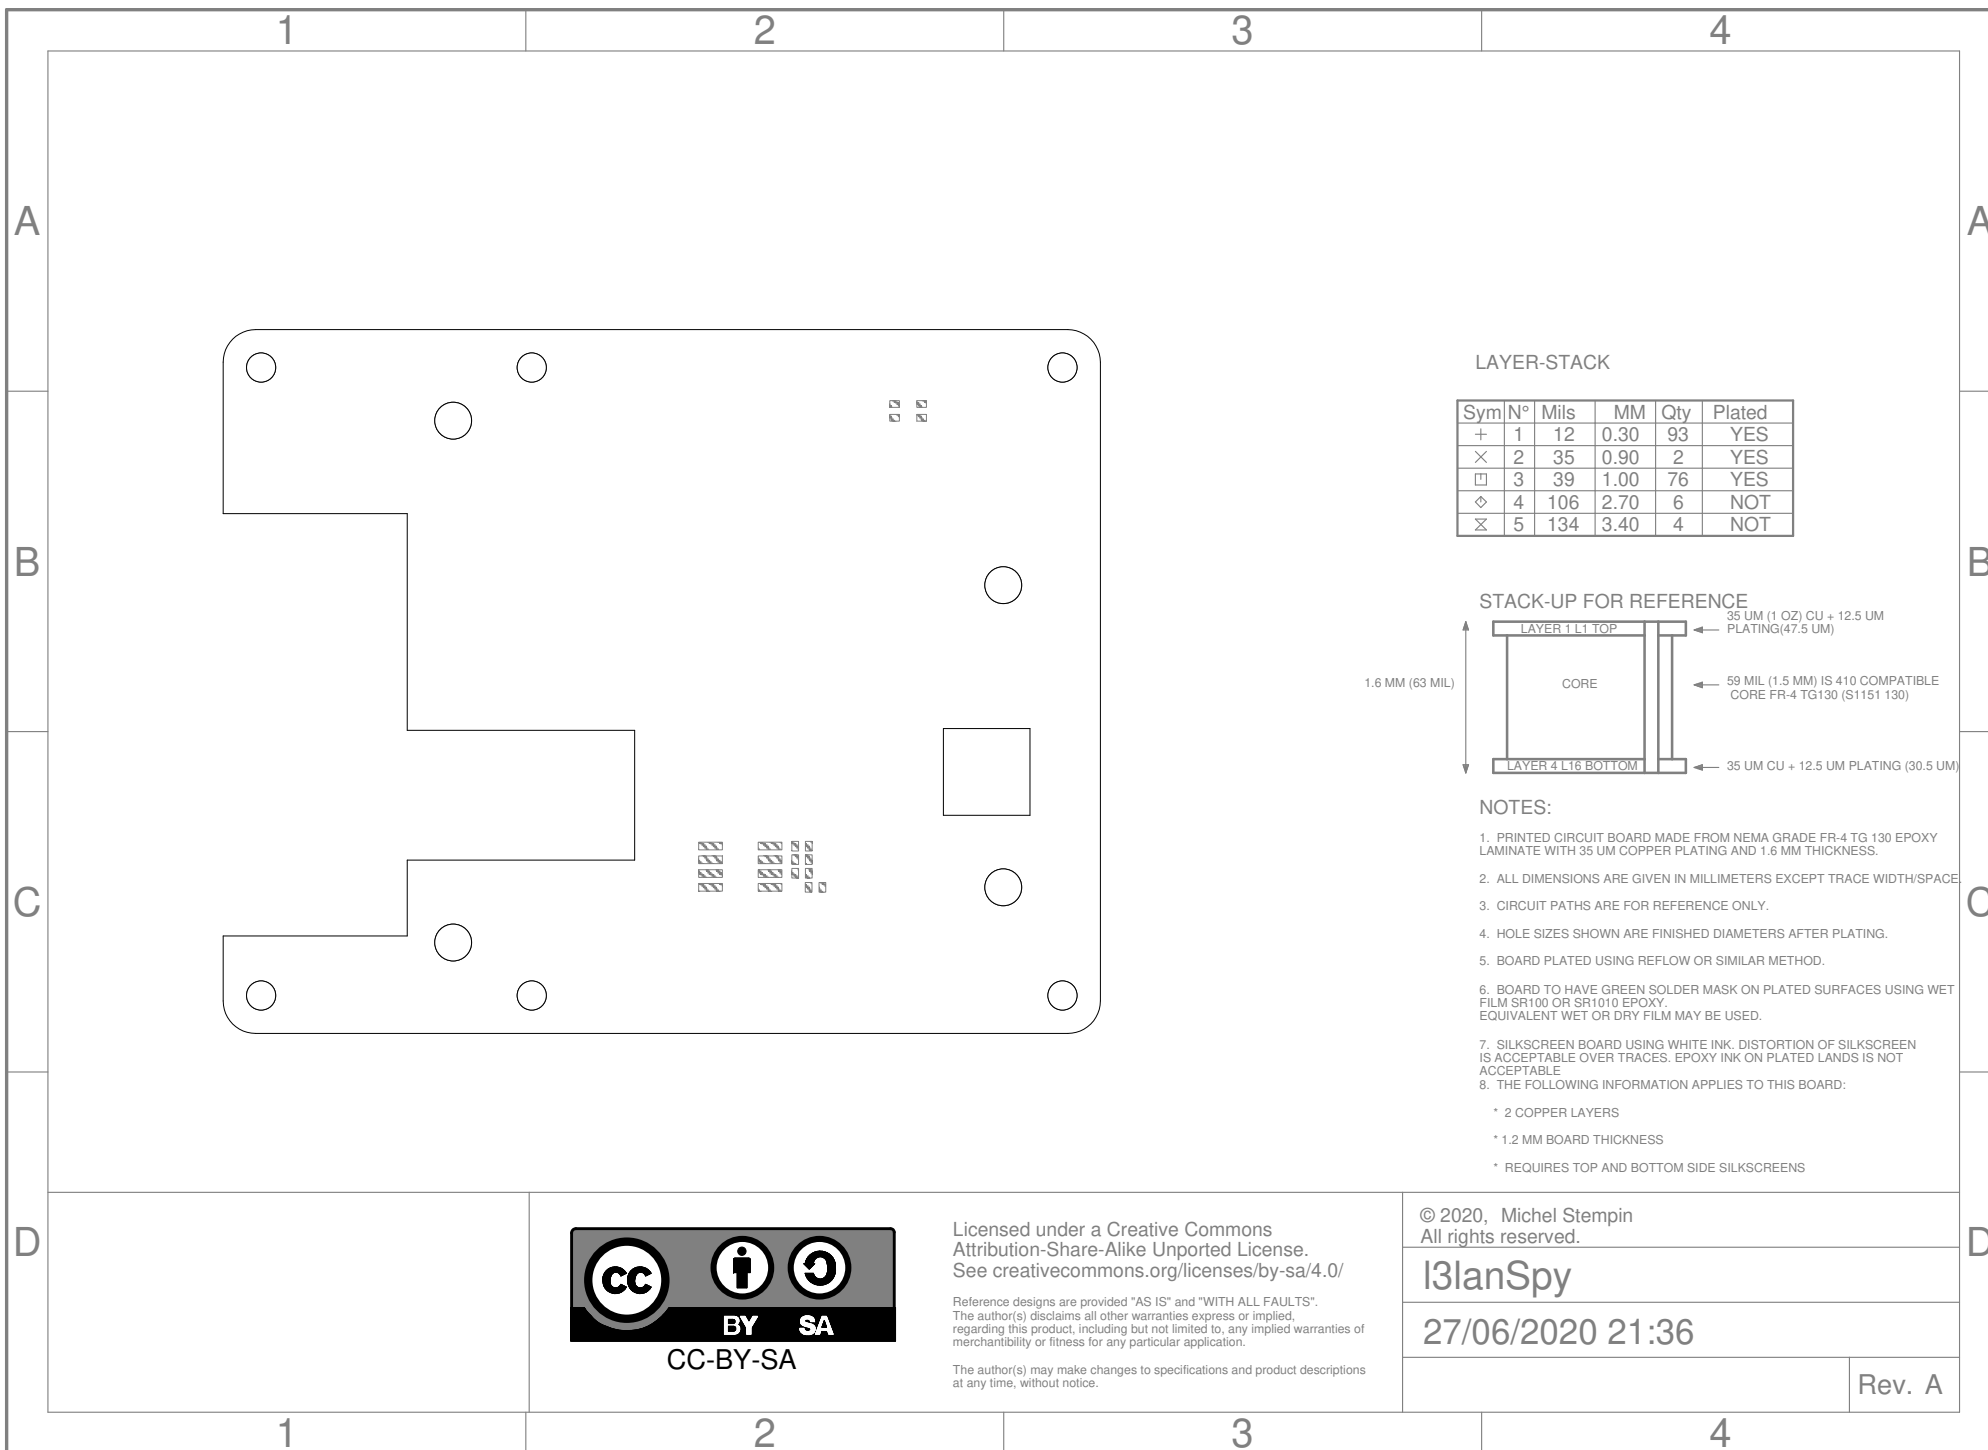 1 2 3 4
A A
B B
C C
D D
LAYER-STACK
Sym N° Mils MM Qty Plated
+ 1 12 0.30 93 YES
× 2 35 0.90 2 YES
3 39 1.00 76 YES
4 106 2.70 6 NOT
5 134 3.40 4 NOT
STACK-UP FOR REFERENCE
LAYER 1 L1 TOP
35 UM (1 OZ) CU + 12.5 UM
PLATING(47.5 UM)
1.6 MM (63 MIL)
CORE
59 MIL (1.5 MM) IS 410 COMPATIBLE
CORE FR-4 TG130 (S1151 130)
LAYER 4 L16 BOTTOM
35 UM CU + 12.5 UM PLATING (30.5 UM)
NOTES:
1. PRINTED CIRCUIT BOARD MADE FROM NEMA GRADE FR-4 TG 130 EPOXY
LAMINATE WITH 35 UM COPPER PLATING AND 1.6 MM THICKNESS.
2. ALL DIMENSIONS ARE GIVEN IN MILLIMETERS EXCEPT TRACE WIDTH/SPACE.
3. CIRCUIT PATHS ARE FOR REFERENCE ONLY.
4. HOLE SIZES SHOWN ARE FINISHED DIAMETERS AFTER PLATING.
5. BOARD PLATED USING REFLOW OR SIMILAR METHOD.
6. BOARD TO HAVE GREEN SOLDER MASK ON PLATED SURFACES USING WET
FILM SR100 OR SR1010 EPOXY.
EQUIVALENT WET OR DRY FILM MAY BE USED.
7. SILKSCREEN BOARD USING WHITE INK. DISTORTION OF SILKSCREEN
IS ACCEPTABLE OVER TRACES. EPOXY INK ON PLATED LANDS IS NOT
ACCEPTABLE
8. THE FOLLOWING INFORMATION APPLIES TO THIS BOARD:
* 2 COPPER LAYERS
* 1.2 MM BOARD THICKNESS
* REQUIRES TOP AND BOTTOM SIDE SILKSCREENS
cc
BY SA
CC-BY-SA
Licensed under a Creative Commons
Attribution-Share-Alike Unported License.
See creativecommons.org/licenses/by-sa/4.0/
Reference designs are provided "AS IS" and "WITH ALL FAULTS".
The author(s) disclaims all other warranties express or implied,
regarding this product, including but not limited to, any implied warranties of
merchantibility or fitness for any particular application.
The author(s) may make changes to specifications and product descriptions
at any time, without notice.
© 2020, Michel Stempin
All rights reserved.
l3lanSpy
27/06/2020 21:36
Rev. A
1 2 3 4